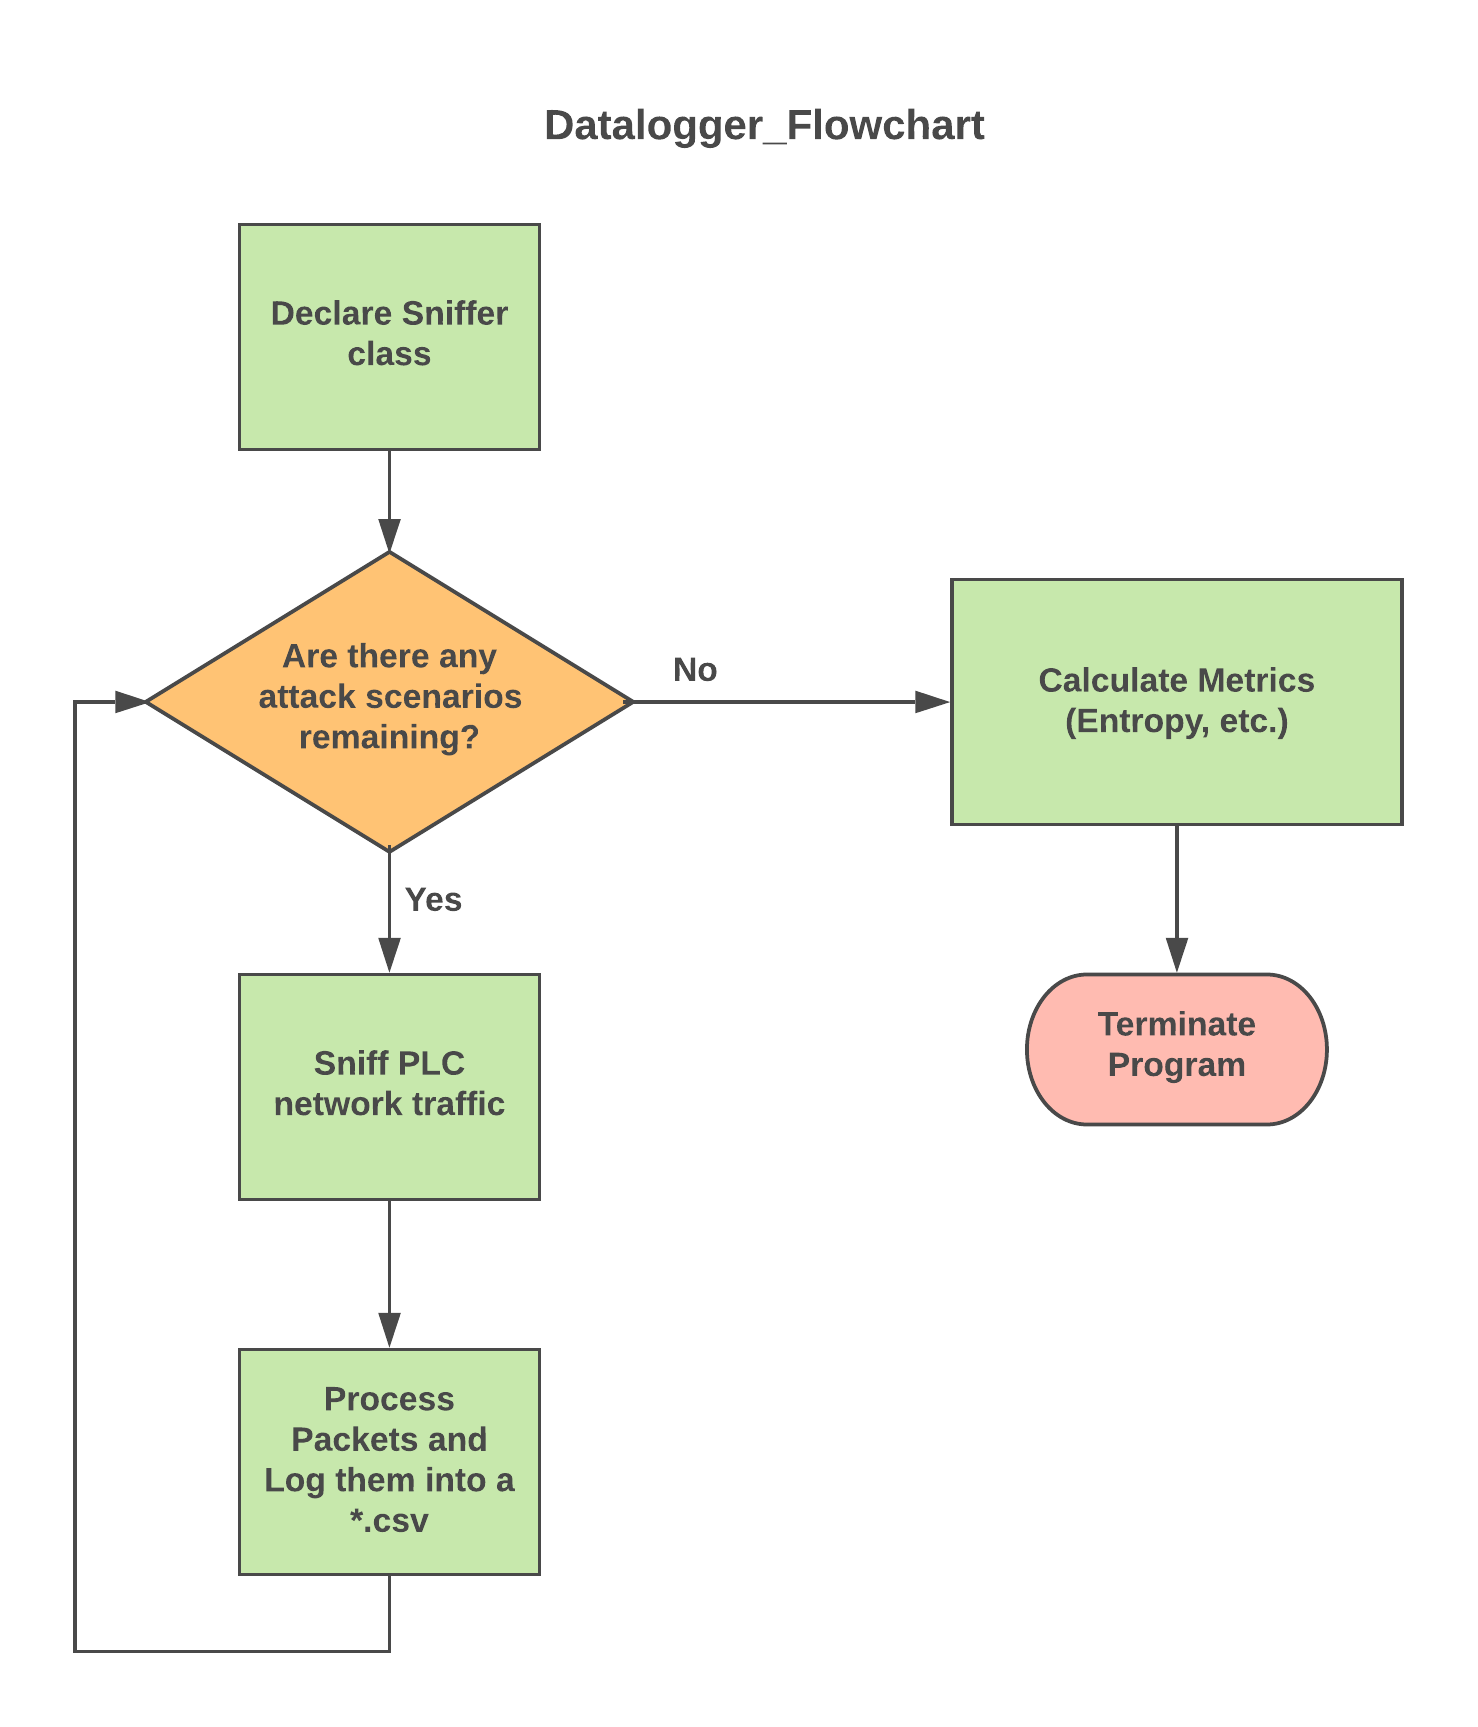 Datalogger_Flowchart
Declare Sniffer
class
Are there any
attack scenarios
remaining?
No
Calculate Metrics
(Entropy, etc.)
Yes
Sniff PLC
network traffic
Terminate
Program
Process
Packets and
Log them into a
*.csv